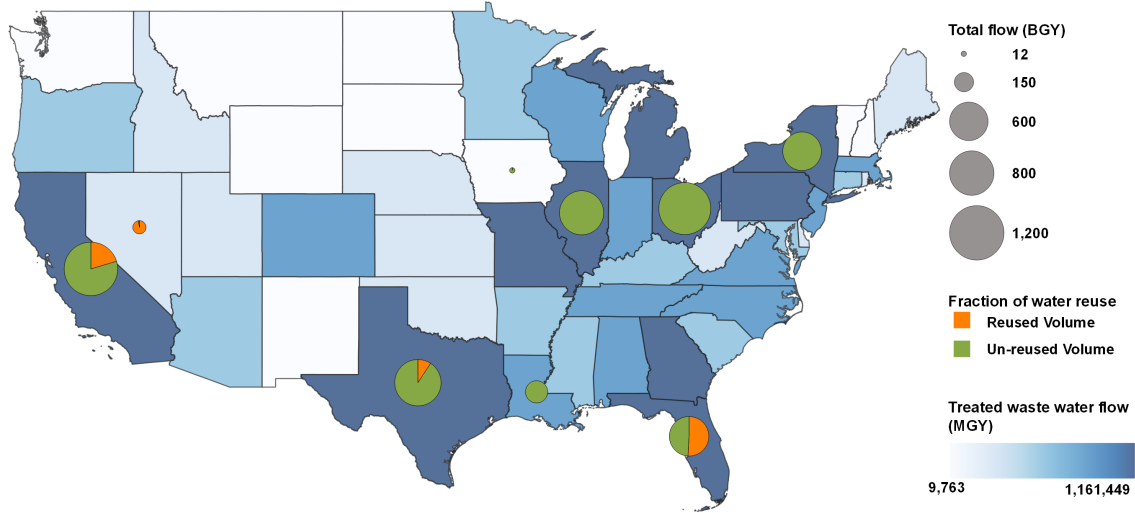 Total flow (BGY)
12
150
600
800
1,200
Fraction of water reuse
Reused Volume
Un-reused Volume
Treated waste water flow
(MGY)
9,763
1,161,449